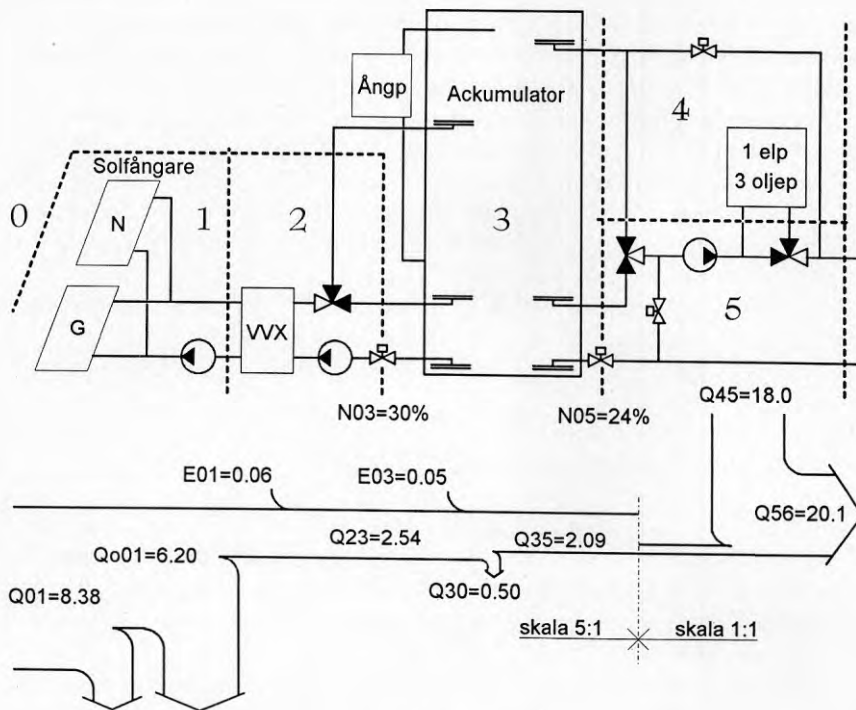 Ångp
Ackumulator
4
1 elp
3 oljep
Solfångare
0
N
1
2
3
G
VVX
5
N03=30%
N05=24%
Q45=18.0
E01=0.06
E03=0.05
Q56=20.1
Qo01=6.20
Q23=2.54
Q35=2.09
Q01=8.38
Q30=0.50
skala 5:1
skala 1:1